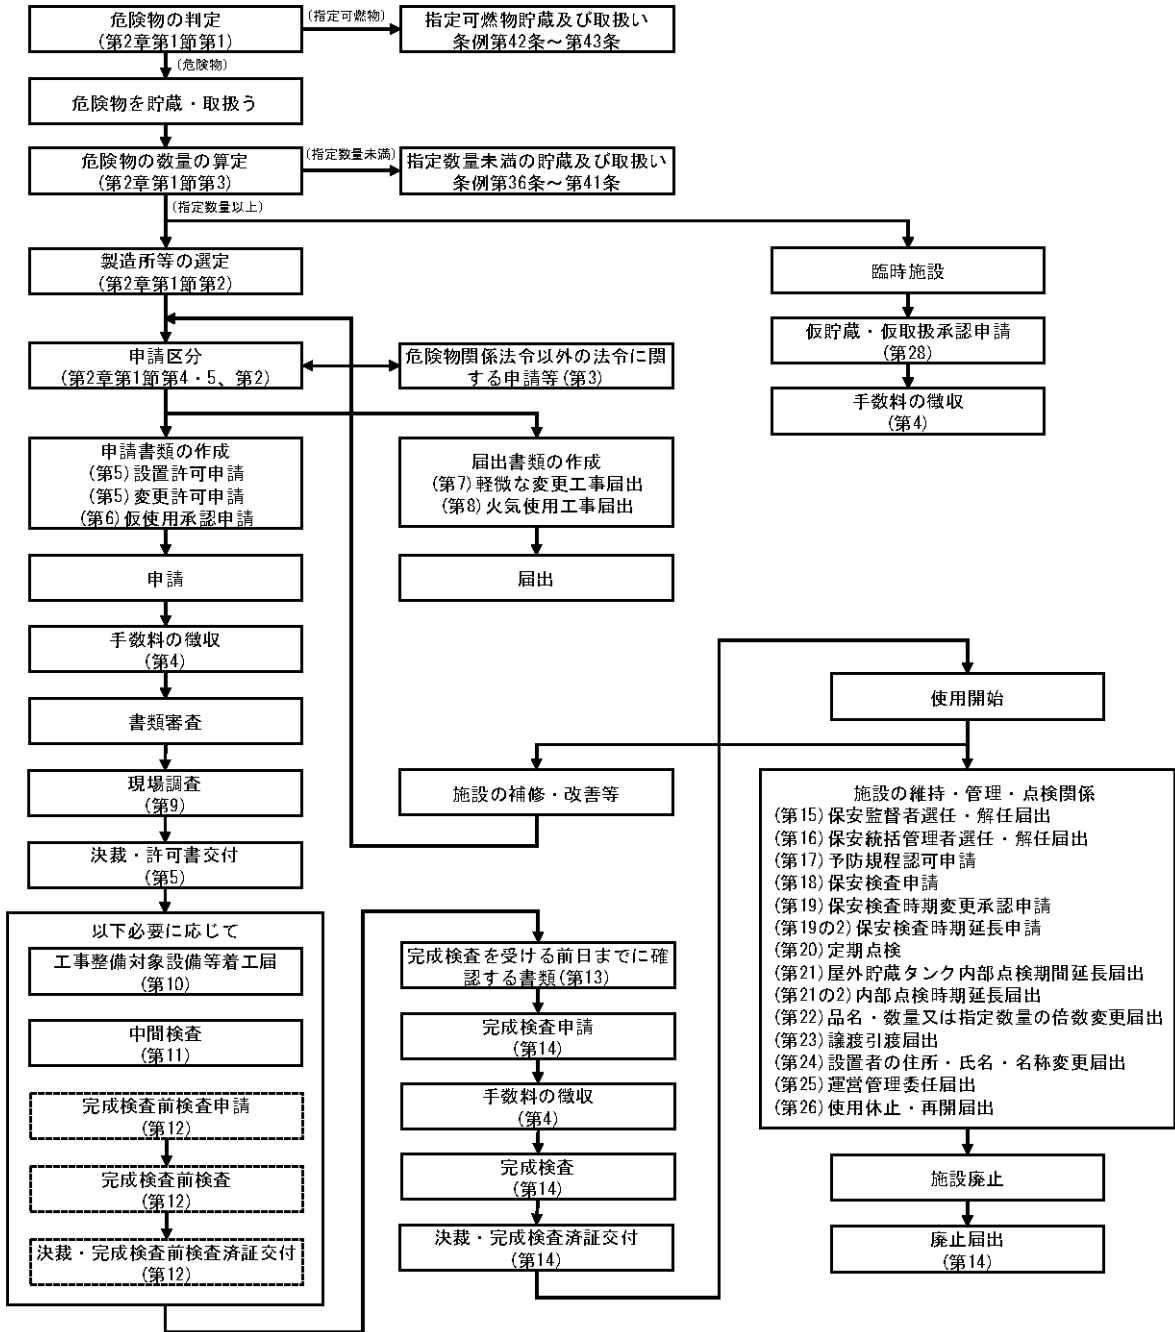 危険物の判定
(第2章第1節第1)
(指定可燃物)
指定可燃物貯蔵及び取扱い
条例第42条～第43条
(危険物)
危険物を貯蔵・取扱う
危険物の数量の算定
(第2章第1節第3)
(指定数量未満)
指定数量未満の貯蔵及び取扱い
条例第36条～第41条
(指定数量以上)
製造所等の選定
(第2章第1節第2)
臨時施設
仮貯蔵・仮取扱承認申請
(第28)
手数料の徴収
(第4)
申請区分
(第2章第1節第4・5、第2)
危険物関係法令以外の法令に関
する申請等(第3)
申請書類の作成
(第5)設置許可申請
(第5)変更許可申請
(第6)仮使用承認申請
届出書類の作成
(第7)軽微な変更工事届出
(第8)火気使用工事届出
申請
届出
手数料の徴収
(第4)
書類審査
現場調査
(第9)
決裁・許可書交付
(第5)
以下必要に応じて
工事整備対象設備等着工届
(第10)
中間検査
(第11)
完成検査前検査申請
(第12)
完成検査前検査
(第12)
決裁・完成検査前検査済証交付
(第12)
施設の補修・改善等
完成検査を受ける前日までに確
認する書類(第13)
完成検査申請
(第14)
手数料の徴収
(第4)
完成検査
(第14)
決裁・完成検査済証交付
(第14)
使用開始
施設の維持・管理・点検関係
(第15)保安監督者選任・解任届出
(第16)保安統括管理者選任・解任届出
(第17)予防規程認可申請
(第18)保安検査申請
(第19)保安検査時期変更承認申請
(第19の2)保安検査時期延長申請
(第20)定期点検
(第21)屋外貯蔵タンク内部点検期間延長届出
(第21の2)内部点検時期延長届出
(第22)品名・数量又は指定数量の倍数変更届出
(第23)譲渡引渡届出
(第24)設置者の住所・氏名・名称変更届出
(第25)運営管理委任届出
(第26)使用休止・再開届出
施設廃止
廃止届出
(第14)